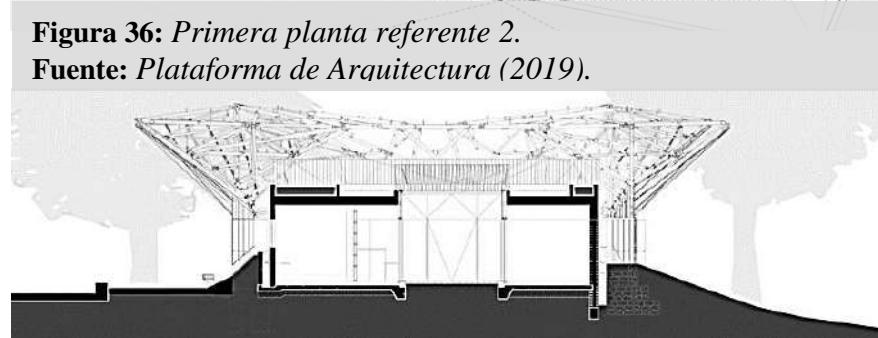 Figura 36: Primera planta referente 2.
Fuente: Plataforma de Arquitectura (2019).